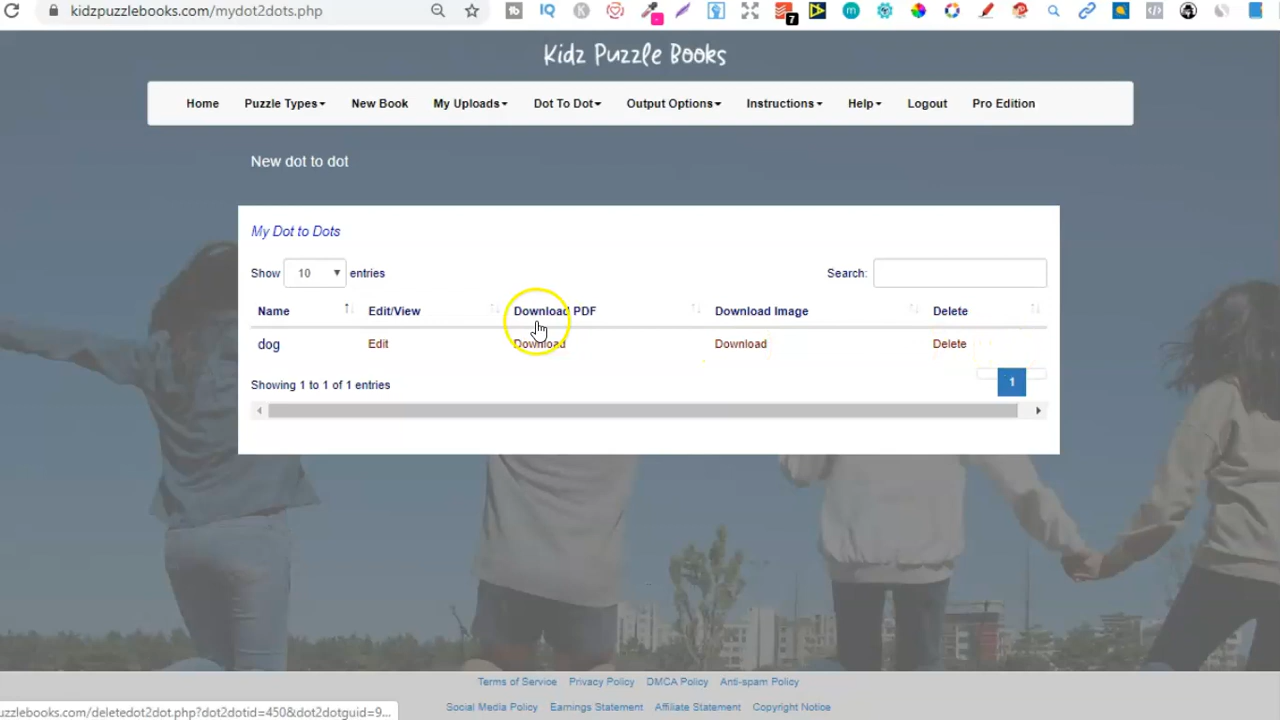 kidzpuzzlebooks.com/mydot2dots.php
7
Kidz Puzzle Books
Home Puzzle Types New Book My Uploads Dot To Dot Output Options Instructions Help Logout Pro Edition
New dot to dot
My Dot to Dots
Show 10 entries Search:
Name Edit/View Download PDF Download Image Delete
dog Edit Download Download Delete
Showing 1 to 1 of 1 entries 1
Terms of Service Privacy Policy DMCA Policy Anti-spam Policy
Social Media Policy Earnings Statement Affiliate Statement Copyright Notice
uzzlebooks.com/deletedot2dot.php?dot2dotid=450&dot2dotguid=9...